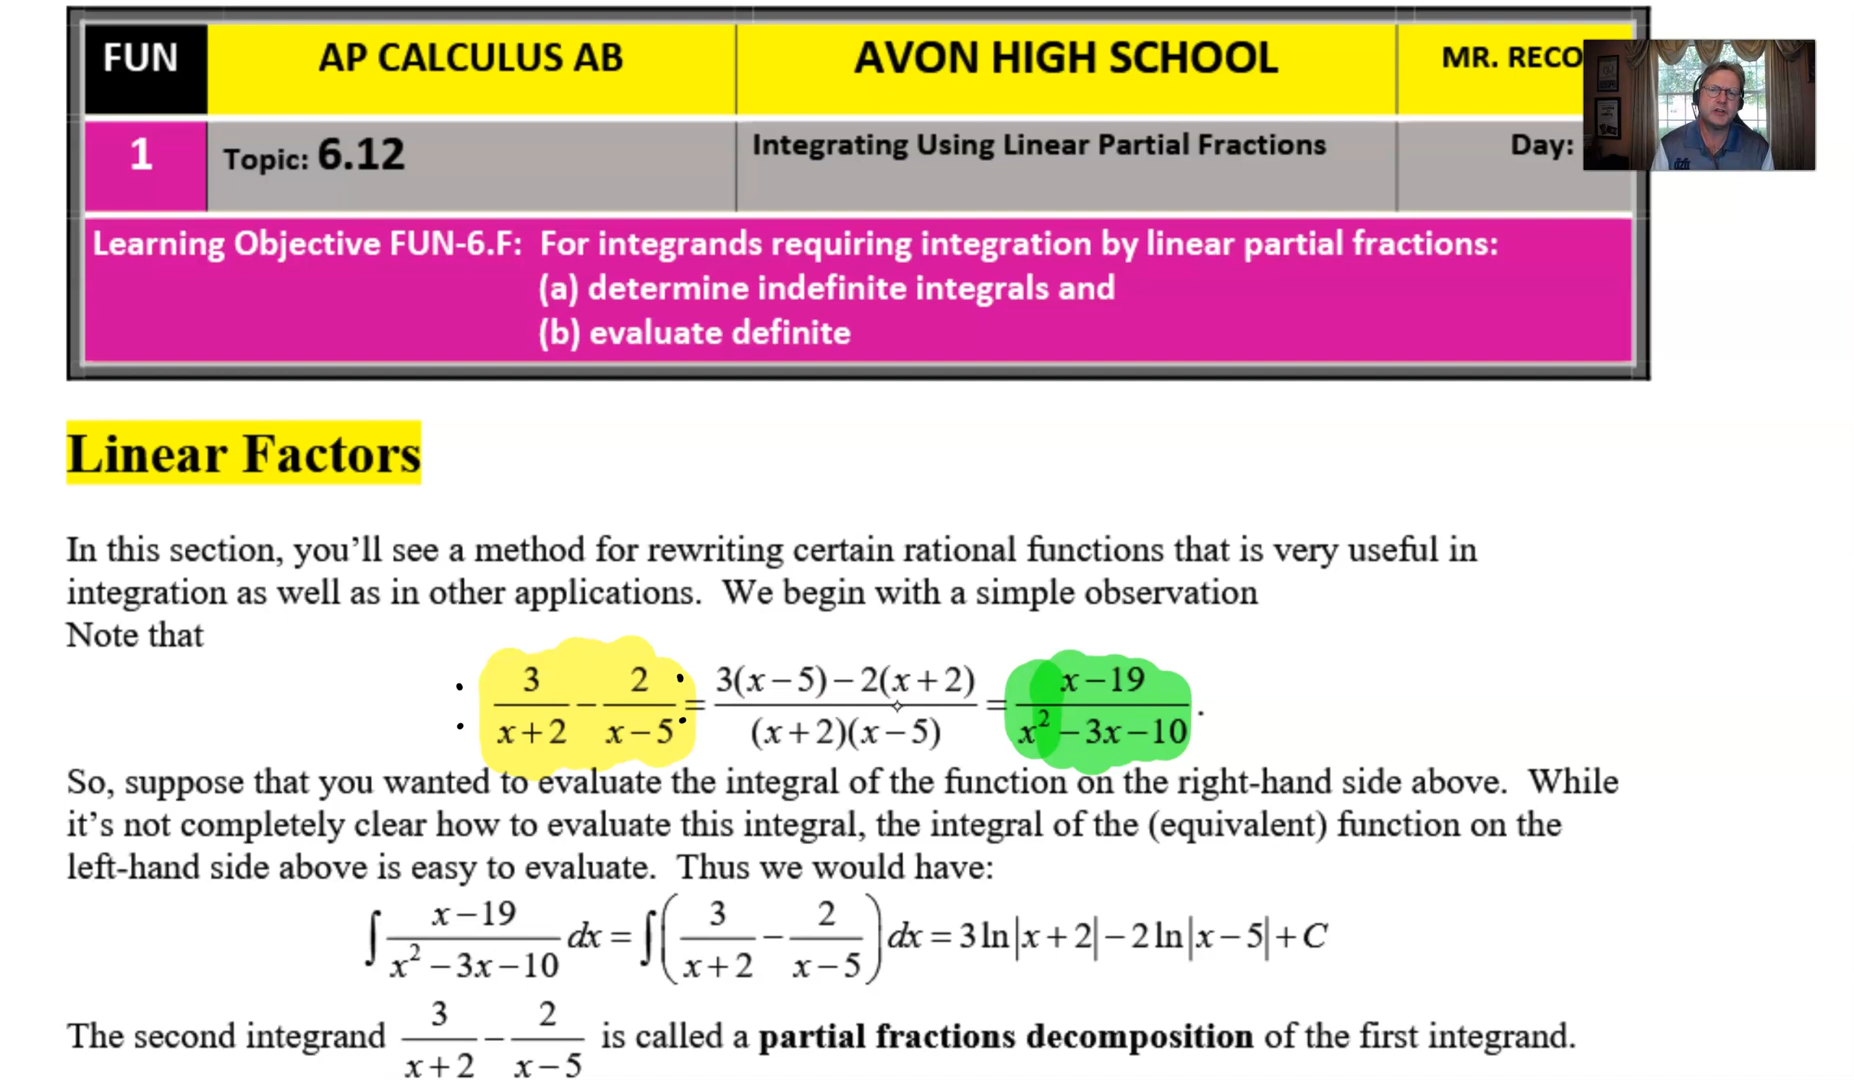 FUN AP CALCULUS AB AVON HIGH SCHOOL MR. RECO
1 Topic: 6.12 Integrating Using Linear Partial Fractions Day:
Learning Objective FUN-6.F: For integrands requiring integration by linear partial fractions:
(a) determine indefinite integrals and
(b) evaluate definite
Linear Factors
In this section, you’ll see a method for rewriting certain rational functions that is very useful in
integration as well as in other applications. We begin with a simple observation
Note that
3/(x+2) − 2/(x−5) = (3(x−5)−2(x+2))/((x+2)(x−5)) = (x−19)/(x²−3x−10).
So, suppose that you wanted to evaluate the integral of the function on the right-hand side above. While
it’s not completely clear how to evaluate this integral, the integral of the (equivalent) function on the
left-hand side above is easy to evaluate. Thus we would have:
∫ (x−19)/(x²−3x−10) dx = ∫ (3/(x+2) − 2/(x−5)) dx = 3 ln|x+2| − 2 ln|x−5| + C
The second integrand 3/(x+2) − 2/(x−5) is called a partial fractions decomposition of the first integrand.